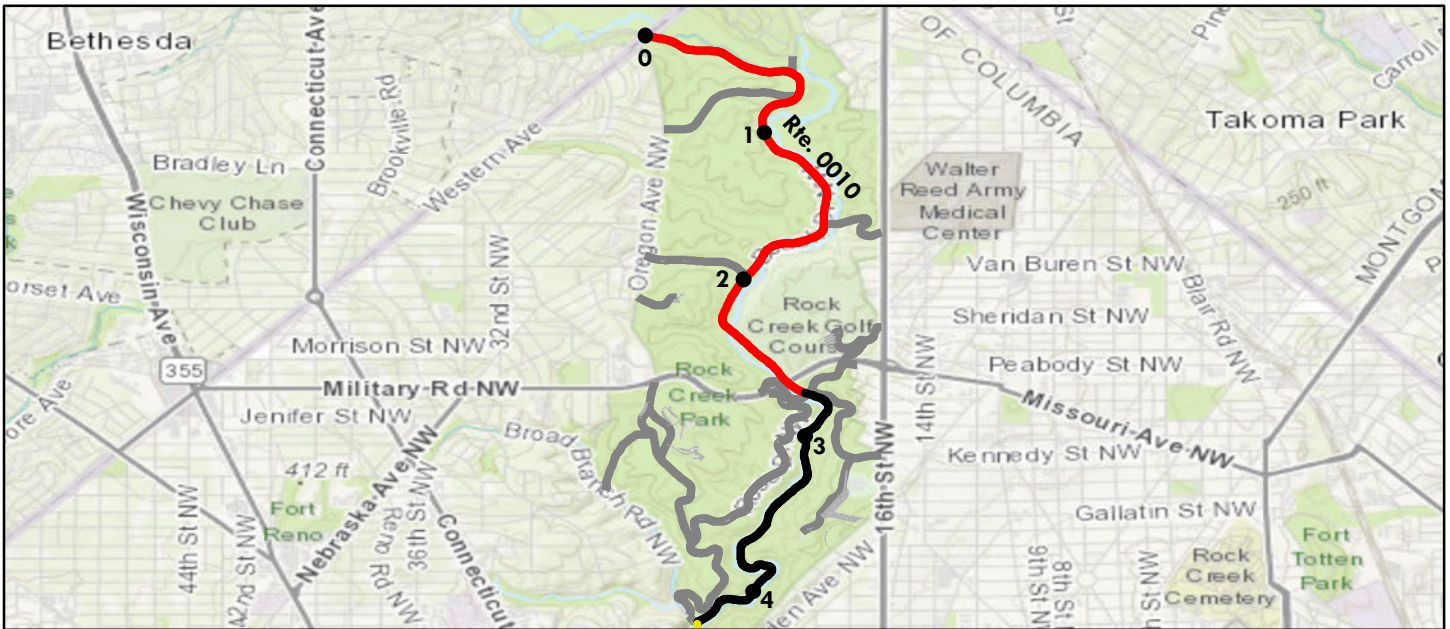 Bethesda
Connecticut Ave
Brookville Rd
Bradley Ln
Chevy Chase
Club
Western Ave
Wisconsin Ave
orset Ave
355
Morrison St NW
32nd St NW
Military Rd NW
Jenifer St NW
ore Ave
412 ft
Fort
Reno
44th St NW
42nd St NW
Nebraska Ave NW
Reno Rd NW
36th St NW
Connecticut
Broad Branch Rd NW
Oregon Ave NW
0
1
Rte. 0010
2
Rock
Creek Golf
Cours
Rock
Creek
Park
3
4
den Ave NW
16th St NW
14th St NW
OF COLUMBIA
Takoma Park
Carroll A
Walter
Reed Army
Medical
Center
250 ft
MONTGOM
Van Buren St NW
Blair Rd NW
Sheridan St NW
Peabody St NW
Missouri Ave NW
Kennedy St NW
Gallatin St NW
9th St N
8th St
h St NW
Rock
Creek
Cemetery
Fort
Totten
Park